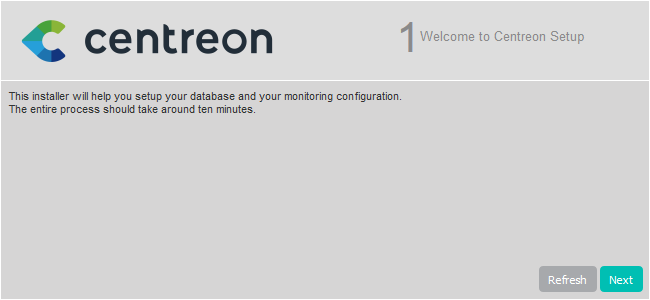 centreon
1 Welcome to Centreon Setup
This installer will help you setup your database and your monitoring configuration.
The entire process should take around ten minutes.
Refresh Next